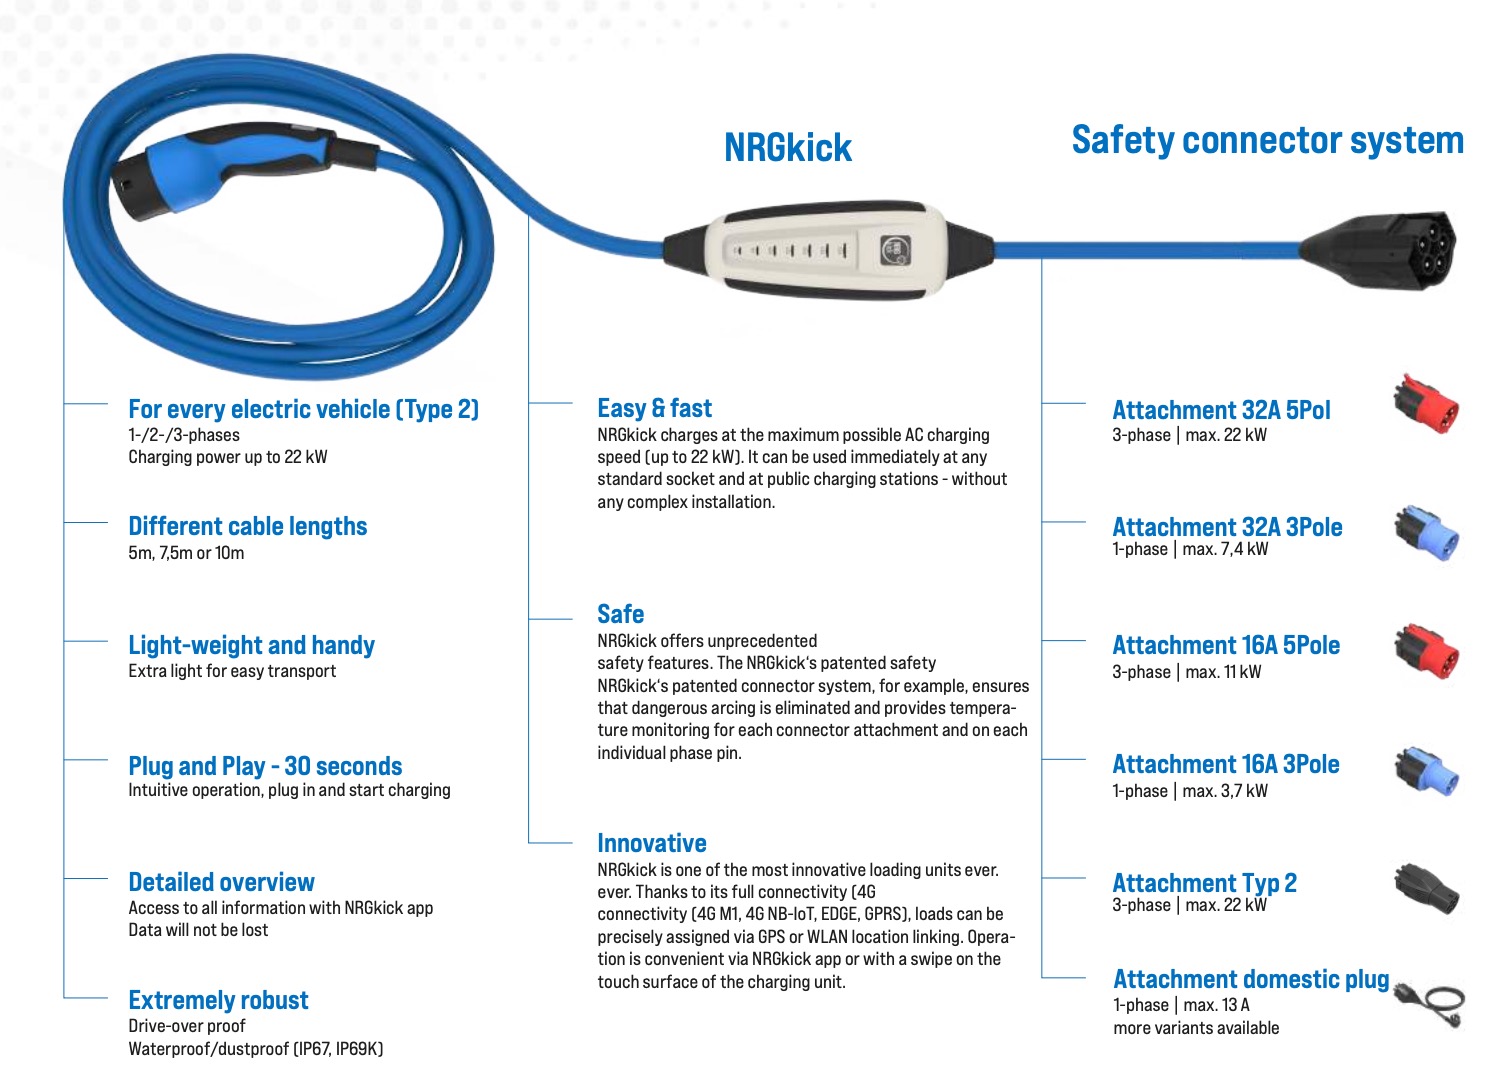 NRGkick
Safety connector system
For every electric vehicle (Type 2)
1-/2-/3-phases
Charging power up to 22 kW
Different cable lengths
5m, 7,5m or 10m
Light-weight and handy
Extra light for easy transport
Plug and Play - 30 seconds
Intuitive operation, plug in and start charging
Detailed overview
Access to all information with NRGkick app
Data will not be lost
Extremely robust
Drive-over proof
Waterproof/dustproof (IP67, IP69K)
Easy & fast
NRGkick charges at the maximum possible AC charging
speed (up to 22 kW). It can be used immediately at any
standard socket and at public charging stations - without
any complex installation.
Safe
NRGkick offers unprecedented
safety features. The NRGkick‘s patented safety
NRGkick‘s patented connector system, for example, ensures
that dangerous arcing is eliminated and provides tempera-
ture monitoring for each connector attachment and on each
individual phase pin.
Innovative
NRGkick is one of the most innovative loading units ever.
ever. Thanks to its full connectivity (4G
connectivity (4G M1, 4G NB-IoT, EDGE, GPRS), loads can be
precisely assigned via GPS or WLAN location linking. Opera-
tion is convenient via NRGkick app or with a swipe on the
touch surface of the charging unit.
Attachment 32A 5Pol
3-phase | max. 22 kW
Attachment 32A 3Pole
1-phase | max. 7,4 kW
Attachment 16A 5Pole
3-phase | max. 11 kW
Attachment 16A 3Pole
1-phase | max. 3,7 kW
Attachment Typ 2
3-phase | max. 22 kW
Attachment domestic plug
1-phase | max. 13 A
more variants available